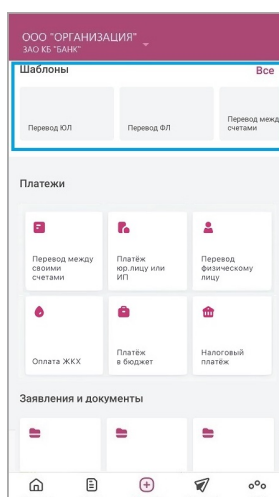 ООО "ОРГАНИЗАЦИЯ"
ЗАО КБ "БАНК"
Шаблоны Все
Перевод ЮЛ
Перевод ФЛ
Перевод межд
счетами
Платежи
Перевод между
своими
счетами
Платёж
юр.лицу или
ИП
Перевод
физическому
лицу
Оплата ЖКХ
Платёж
в бюджет
Налоговый
платёж
Заявления и документы